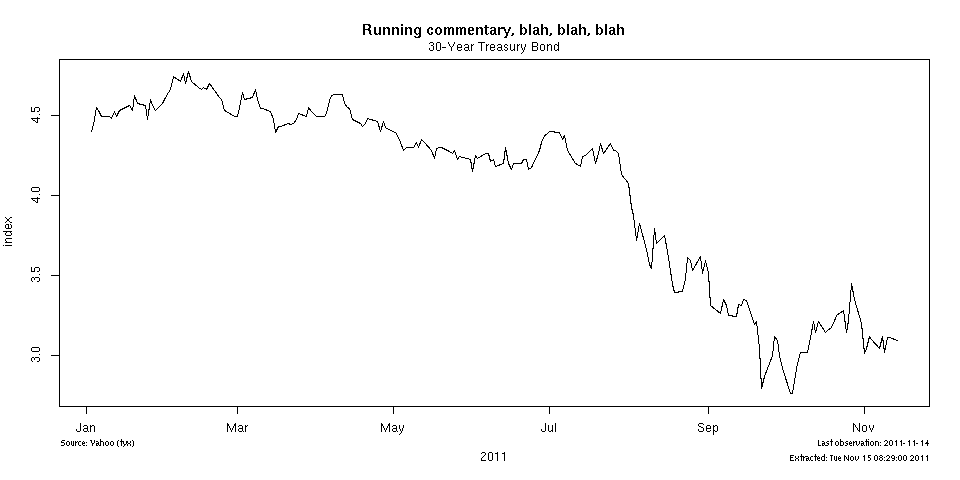 Running commentary, blah, blah, blah
30-Year Treasury Bond
index
4.5
4.0
3.5
3.0
Jan Mar May Jul Sep Nov
Source: Yahoo (tyx)
Last observation: 2011-11-14
2011
Extracted: Tue Nov 15 08:29:00 2011